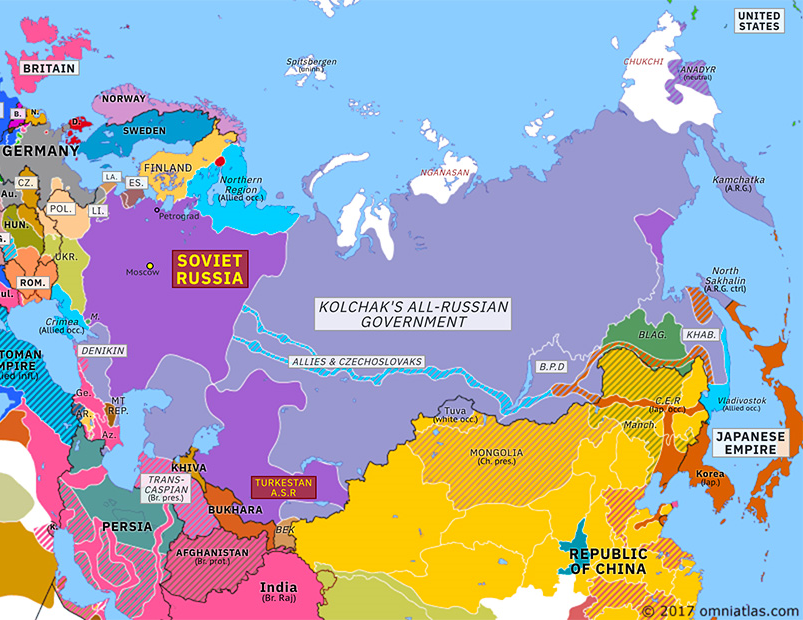 UNITED
STATES
BRITAIN
Spitsbergen
(uninh.)
CHUKCHI
ANADYR
(neutral)
NORWAY
B.
N.
D.
SWEDEN
GERMANY
FINLAND
NGANASAN
LA.
ES.
Northern
Region
(Allied occ.)
Kamchatka
(A.R.G.)
CZ.
Au.
POL.
LI.
Petrograd
HUN.
G.
UKR.
Moscow
SOVIET
RUSSIA
ROM.
ul.
North
Sakhalin
(A.R.G. ctrl)
KOLCHAK'S ALL-RUSSIAN
GOVERNMENT
Crimea
(Allied occ.)
M.
BLAG.
KHAB.
DENIKIN
ALLIES & CZECHOSLOVAKS
B.P.D
TOMAN
MPIRE
ied infl.)
Ge.
MT
REP.
AR.
Az.
Tuva
(white occ.)
C.E.R
(Jap. occ.)
Vladivostok
(Allied occ.)
Manch.
JAPANESE
EMPIRE
MONGOLIA
(Ch. pres.)
KHIVA
TRANS-
CASPIAN
(Br. pres.)
TURKESTAN
A.S.R
Korea
(Jap.)
BUKHARA
PERSIA
K.
BEK
AFGHANISTAN
(Br. prot.)
REPUBLIC
OF CHINA
India
(Br. Raj)
© 2017 omniatlas.com